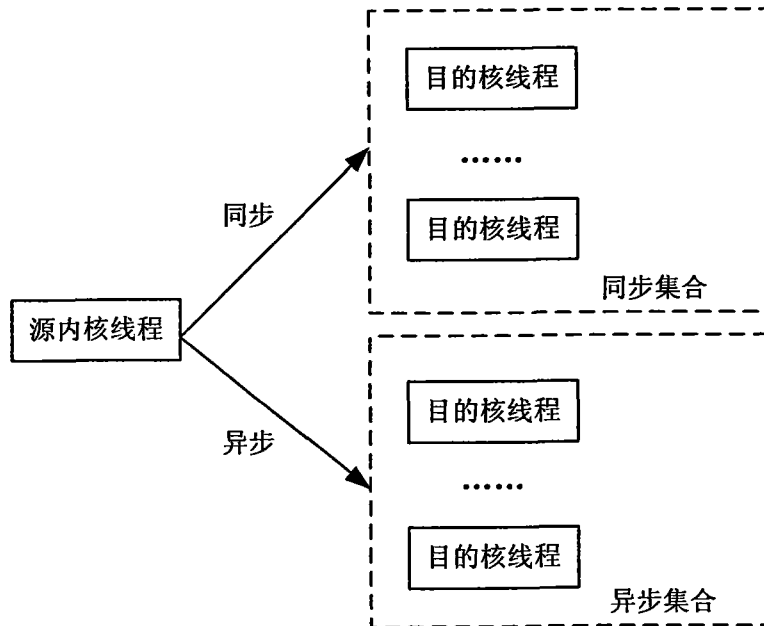 目的核线程
……
目的核线程
同步
同步集合
源内核线程
目的核线程
异步
……
目的核线程
异步集合